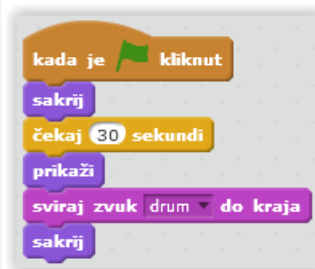 kada je kliknut
sakrij
čekaj 30 sekundi
prikaži
sviraj zvuk drum do kraja
sakrij